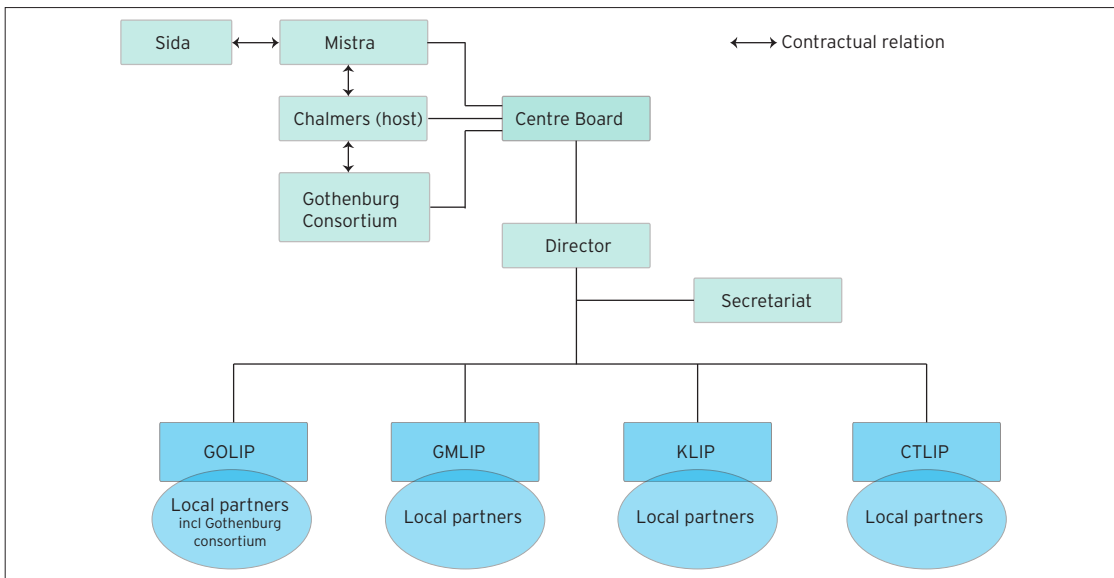 Sida
Mistra
Contractual relation
Chalmers (host)
Centre Board
Gothenburg
Consortium
Director
Secretariat
GOLIP
GMLIP
KLIP
CTLIP
Local partners
incl Gothenburg
consortium
Local partners
Local partners
Local partners